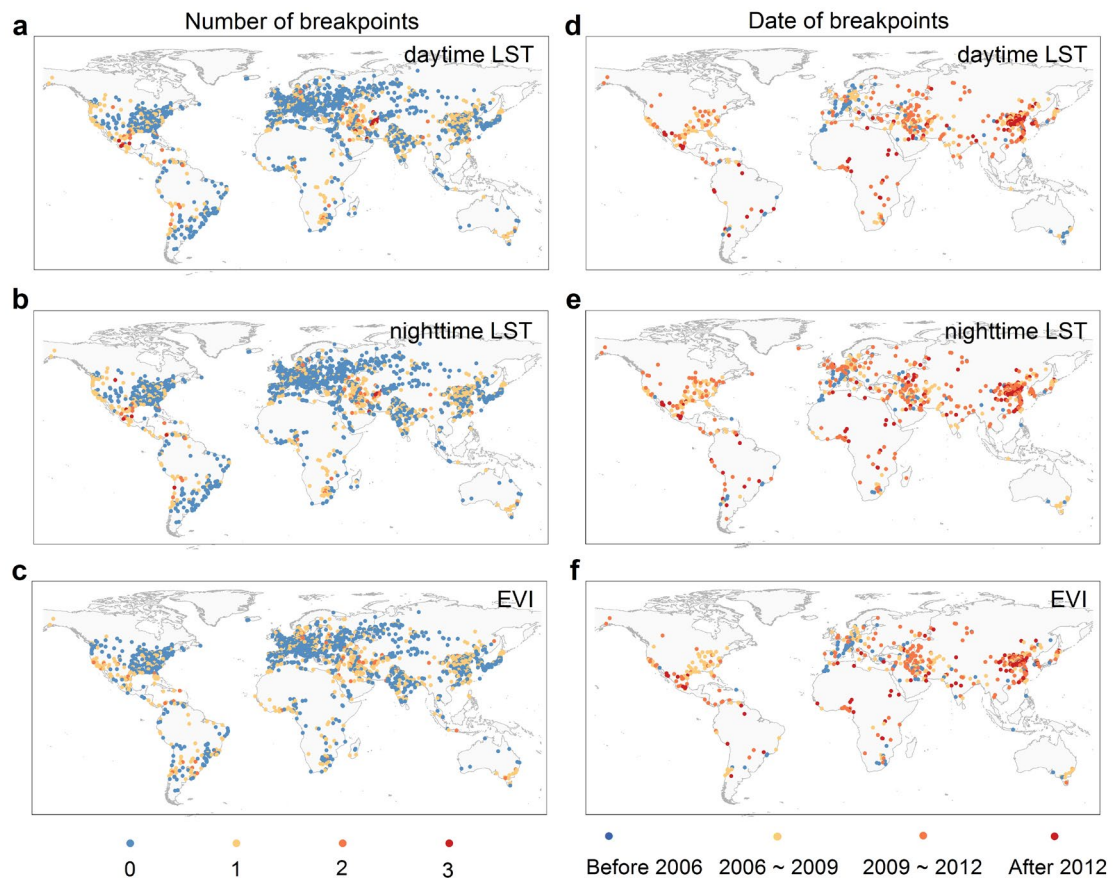 Number of breakpoints
Date of breakpoints
a
daytime LST
d
daytime LST
b
nighttime LST
e
nighttime LST
c
EVI
f
EVI
0
1
2
3
Before 2006
2006 ~ 2009
2009 ~ 2012
After 2012